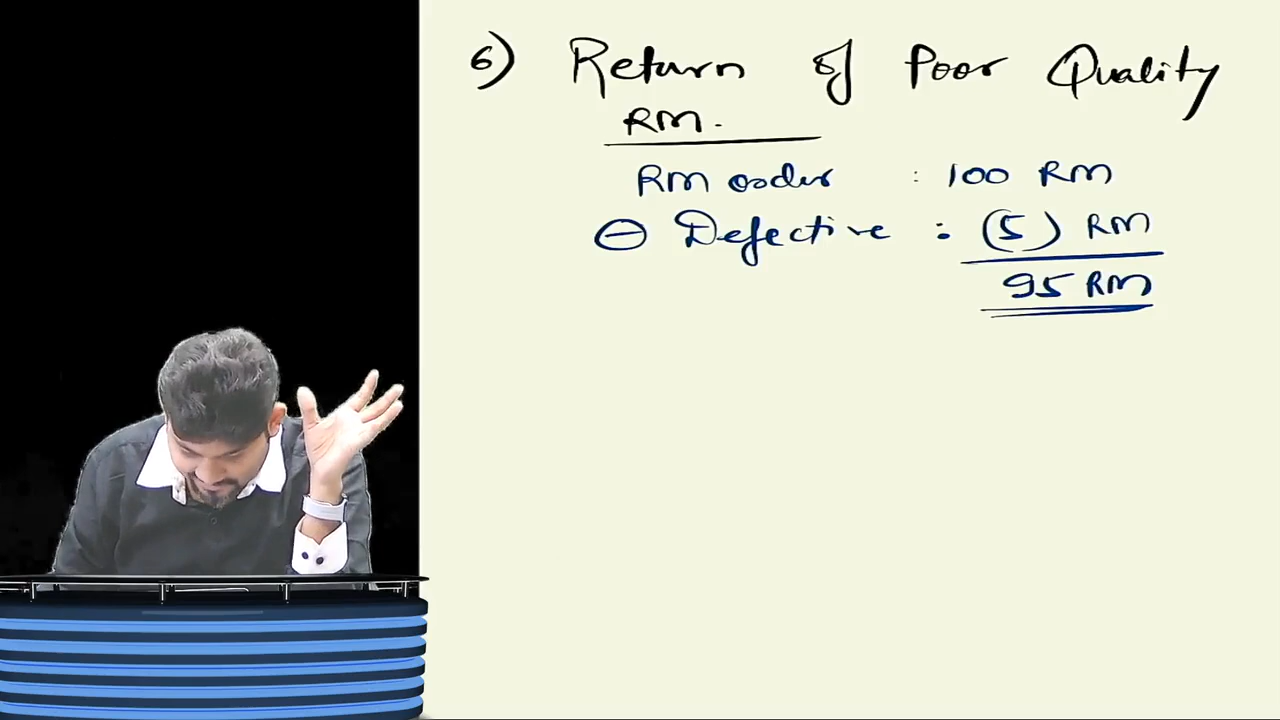 6) Return of Poor Quality
RM.
RM order : 100 RM
⊖ Defective : (5) RM
95 RM